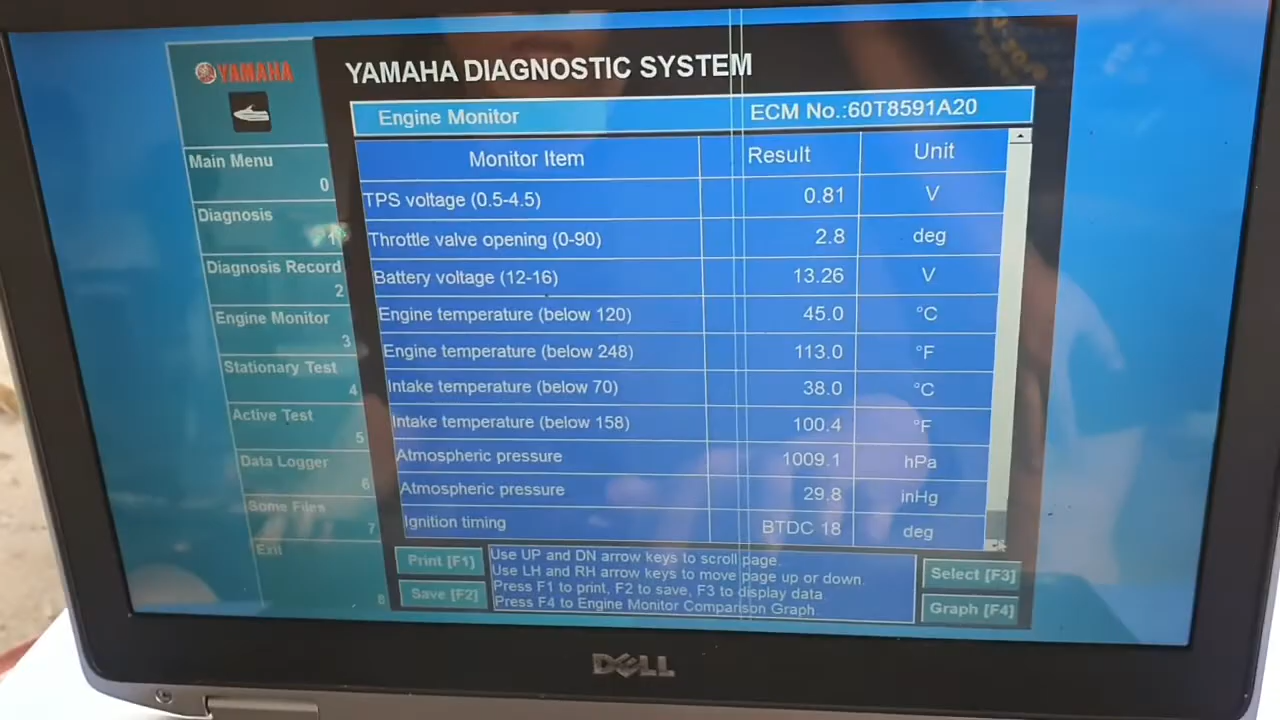 YAMAHA
YAMAHA DIAGNOSTIC SYSTEM
Engine Monitor ECM No.:60T8591A20
Main Menu 0
Diagnosis 1
Diagnosis Record 2
Engine Monitor 3
Stationary Test 4
Active Test 5
Data Logger 6
Some Files 7
Exit 8
Monitor Item Result Unit
TPS voltage (0.5-4.5) 0.81 V
Throttle valve opening (0-90) 2.8 deg
Battery voltage (12-16) 13.26 V
Engine temperature (below 120) 45.0 °C
Engine temperature (below 248) 113.0 °F
Intake temperature (below 70) 38.0 °C
Intake temperature (below 158) 100.4 °F
Atmospheric pressure 1009.1 hPa
Atmospheric pressure 29.8 inHg
Ignition timing BTDC 18 deg
Print [F1]
Save [F2]
Use UP and DN arrow keys to scroll page.
Use LH and RH arrow keys to move page up or down.
Press F1 to print, F2 to save, F3 to display data.
Press F4 to Engine Monitor Comparison Graph.
Select [F3]
Graph [F4]
DELL